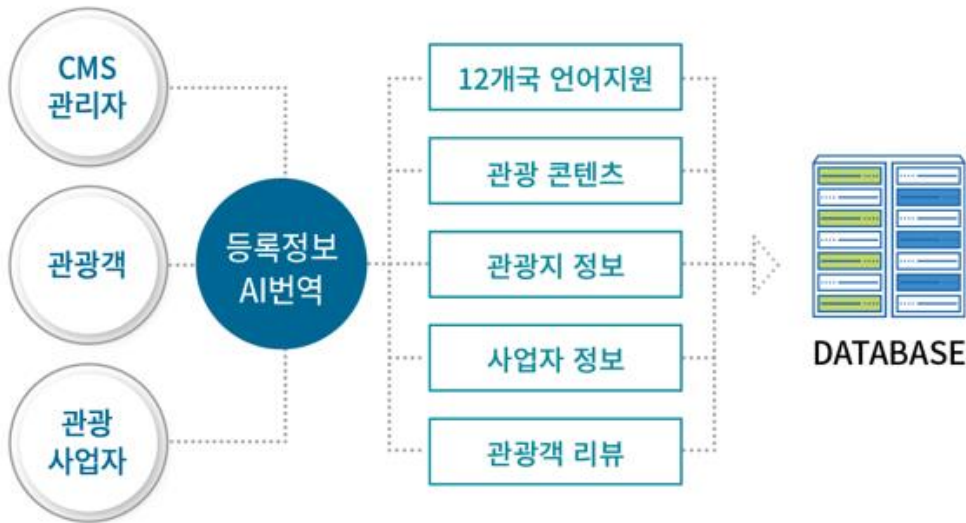 CMS
관리자
관광객
관광
사업자
등록정보
AI번역
12개국 언어지원
관광 콘텐츠
관광지 정보
사업자 정보
관광객 리뷰
DATABASE